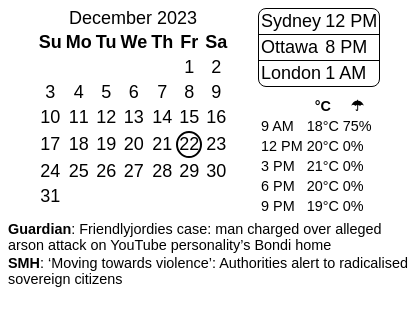 December 2023
Su Mo Tu We Th Fr Sa
1 2
3 4 5 6 7 8 9
10 11 12 13 14 15 16
17 18 19 20 21 22 23
24 25 26 27 28 29 30
31
Sydney 12 PM
Ottawa 8 PM
London 1 AM
°C ☂
9 AM 18°C 75%
12 PM 20°C 0%
3 PM 21°C 0%
6 PM 20°C 0%
9 PM 19°C 0%
Guardian: Friendlyjordies case: man charged over alleged
arson attack on YouTube personality’s Bondi home
SMH: ‘Moving towards violence’: Authorities alert to radicalised
sovereign citizens